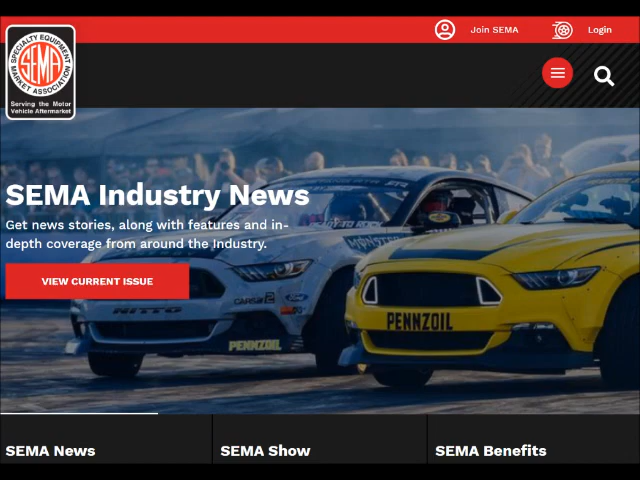 Join SEMA
Login
SPECIALTY EQUIPMENT
SEMA
MARKET ASSOCIATION
Serving the Motor
Vehicle Aftermarket
SEMA Industry News
Get news stories, along with features and in-
depth coverage from around the Industry.
VIEW CURRENT ISSUE
MONSTER
NITTO
PENNZOIL
PENNZOIL
SEMA News
SEMA Show
SEMA Benefits